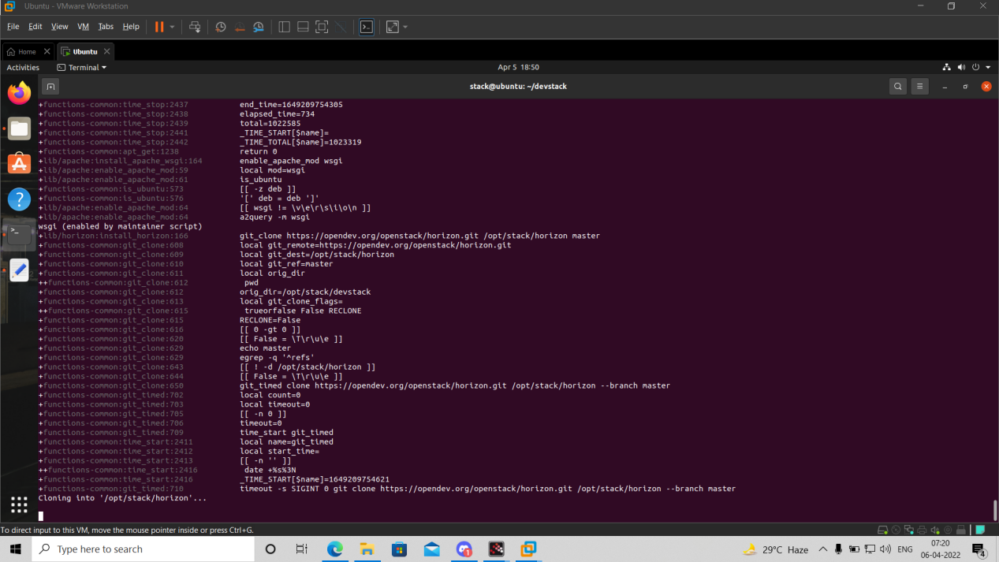 Ubuntu - VMware Workstation
File Edit View VM Tabs Help
Home Ubuntu
Activities Terminal Apr 5 18:50
stack@ubuntu: ~/devstack
+functions-common:time_stop:2437 end_time=1649209754305
+functions-common:time_stop:2438 elapsed_time=734
+functions-common:time_stop:2439 total=1022585
+functions-common:time_stop:2441 _TIME_START[$name]=
+functions-common:time_stop:2442 _TIME_TOTAL[$name]=1023319
+functions-common:apt_get:1238 return 0
+lib/apache:install_apache_wsgi:164 enable_apache_mod wsgi
+lib/apache:enable_apache_mod:59 local mod=wsgi
+lib/apache:enable_apache_mod:61 is_ubuntu
+functions-common:is_ubuntu:573 [[ -z deb ]]
+functions-common:is_ubuntu:576 '[' deb = deb ']'
+lib/apache:enable_apache_mod:64 [[ wsgi != \v\e\r\s\i\o\n ]]
+lib/apache:enable_apache_mod:64 a2query -m wsgi
wsgi (enabled by maintainer script)
+lib/horizon:install_horizon:166 git_clone https://opendev.org/openstack/horizon.git /opt/stack/horizon master
+functions-common:git_clone:608 local git_remote=https://opendev.org/openstack/horizon.git
+functions-common:git_clone:609 local git_dest=/opt/stack/horizon
+functions-common:git_clone:610 local git_ref=master
+functions-common:git_clone:611 local orig_dir
++functions-common:git_clone:612 pwd
+functions-common:git_clone:612 orig_dir=/opt/stack/devstack
+functions-common:git_clone:613 local git_clone_flags=
++functions-common:git_clone:615 trueorfalse False RECLONE
+functions-common:git_clone:615 RECLONE=False
+functions-common:git_clone:616 [[ 0 -gt 0 ]]
+functions-common:git_clone:620 [[ False = \T\r\u\e ]]
+functions-common:git_clone:629 echo master
+functions-common:git_clone:629 egrep -q '^refs'
+functions-common:git_clone:643 [[ ! -d /opt/stack/horizon ]]
+functions-common:git_clone:644 [[ False = \T\r\u\e ]]
+functions-common:git_clone:650 git_timed clone https://opendev.org/openstack/horizon.git /opt/stack/horizon --branch master
+functions-common:git_timed:702 local count=0
+functions-common:git_timed:703 local timeout=0
+functions-common:git_timed:705 [[ -n 0 ]]
+functions-common:git_timed:706 timeout=0
+functions-common:git_timed:709 time_start git_timed
+functions-common:time_start:2411 local name=git_timed
+functions-common:time_start:2412 local start_time=
+functions-common:time_start:2413 [[ -n '' ]]
++functions-common:time_start:2416 date +%s%3N
+functions-common:time_start:2416 _TIME_START[$name]=1649209754621
+functions-common:git_timed:710 timeout -s SIGINT 0 git clone https://opendev.org/openstack/horizon.git /opt/stack/horizon --branch master
Cloning into '/opt/stack/horizon'...
To direct input to this VM, move the mouse pointer inside or press Ctrl+G.
Type here to search 1 29°C Haze ENG 07:20
06-04-2022 4